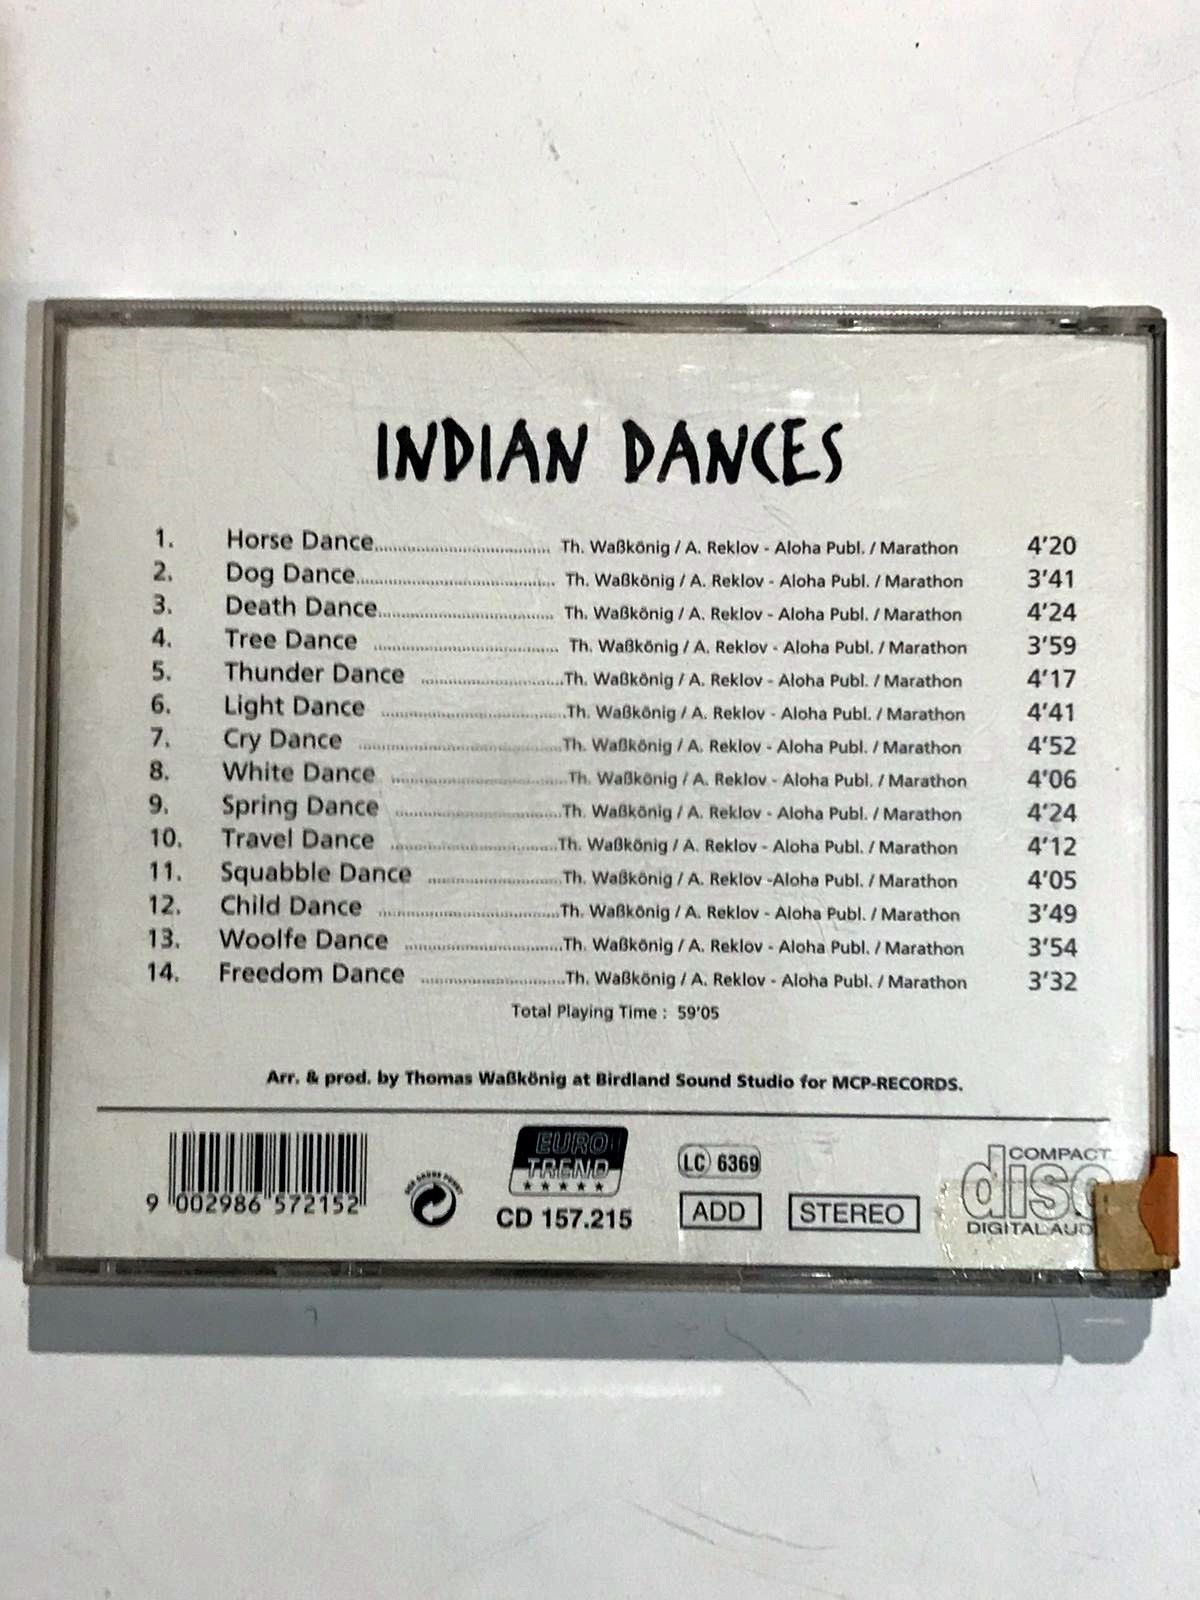 INDIAN DANCES
1. Horse Dance................................ Th. Waßkönig / A. Reklov - Aloha Publ. / Marathon 4'20
2. Dog Dance.................................... Th. Waßkönig / A. Reklov - Aloha Publ. / Marathon 3'41
3. Death Dance................................ Th. Waßkönig / A. Reklov - Aloha Publ. / Marathon 4'24
4. Tree Dance .................................. Th. Waßkönig / A. Reklov - Aloha Publ. / Marathon 3'59
5. Thunder Dance ..........................Th. Waßkönig / A. Reklov - Aloha Publ. / Marathon 4'17
6. Light Dance ..................................Th. Waßkönig / A. Reklov - Aloha Publ. / Marathon 4'41
7. Cry Dance .....................................Th. Waßkönig / A. Reklov - Aloha Publ. / Marathon 4'52
8. White Dance ................................Th. Waßkönig / A. Reklov - Aloha Publ. / Marathon 4'06
9. Spring Dance ..............................Th. Waßkönig / A. Reklov - Aloha Publ. / Marathon 4'24
10. Travel Dance ..............................Th. Waßkönig / A. Reklov - Aloha Publ. / Marathon 4'12
11. Squabble Dance ........................Th. Waßkönig / A. Reklov -Aloha Publ. / Marathon 4'05
12. Child Dance .................................Th. Waßkönig / A. Reklov - Aloha Publ. / Marathon 3'49
13. Woolfe Dance .............................Th. Waßkönig / A. Reklov - Aloha Publ. / Marathon 3'54
14. Freedom Dance ..........................Th. Waßkönig / A. Reklov - Aloha Publ. / Marathon 3'32
Total Playing Time : 59'05
Arr. & prod. by Thomas Waßkönig at Birdland Sound Studio for MCP-RECORDS.
9 002986 572152
DER GRÜNE PUNKT
EURO
TREND
CD 157.215
LC 6369
ADD STEREO
COMPACT
disc
DIGITAL AUD